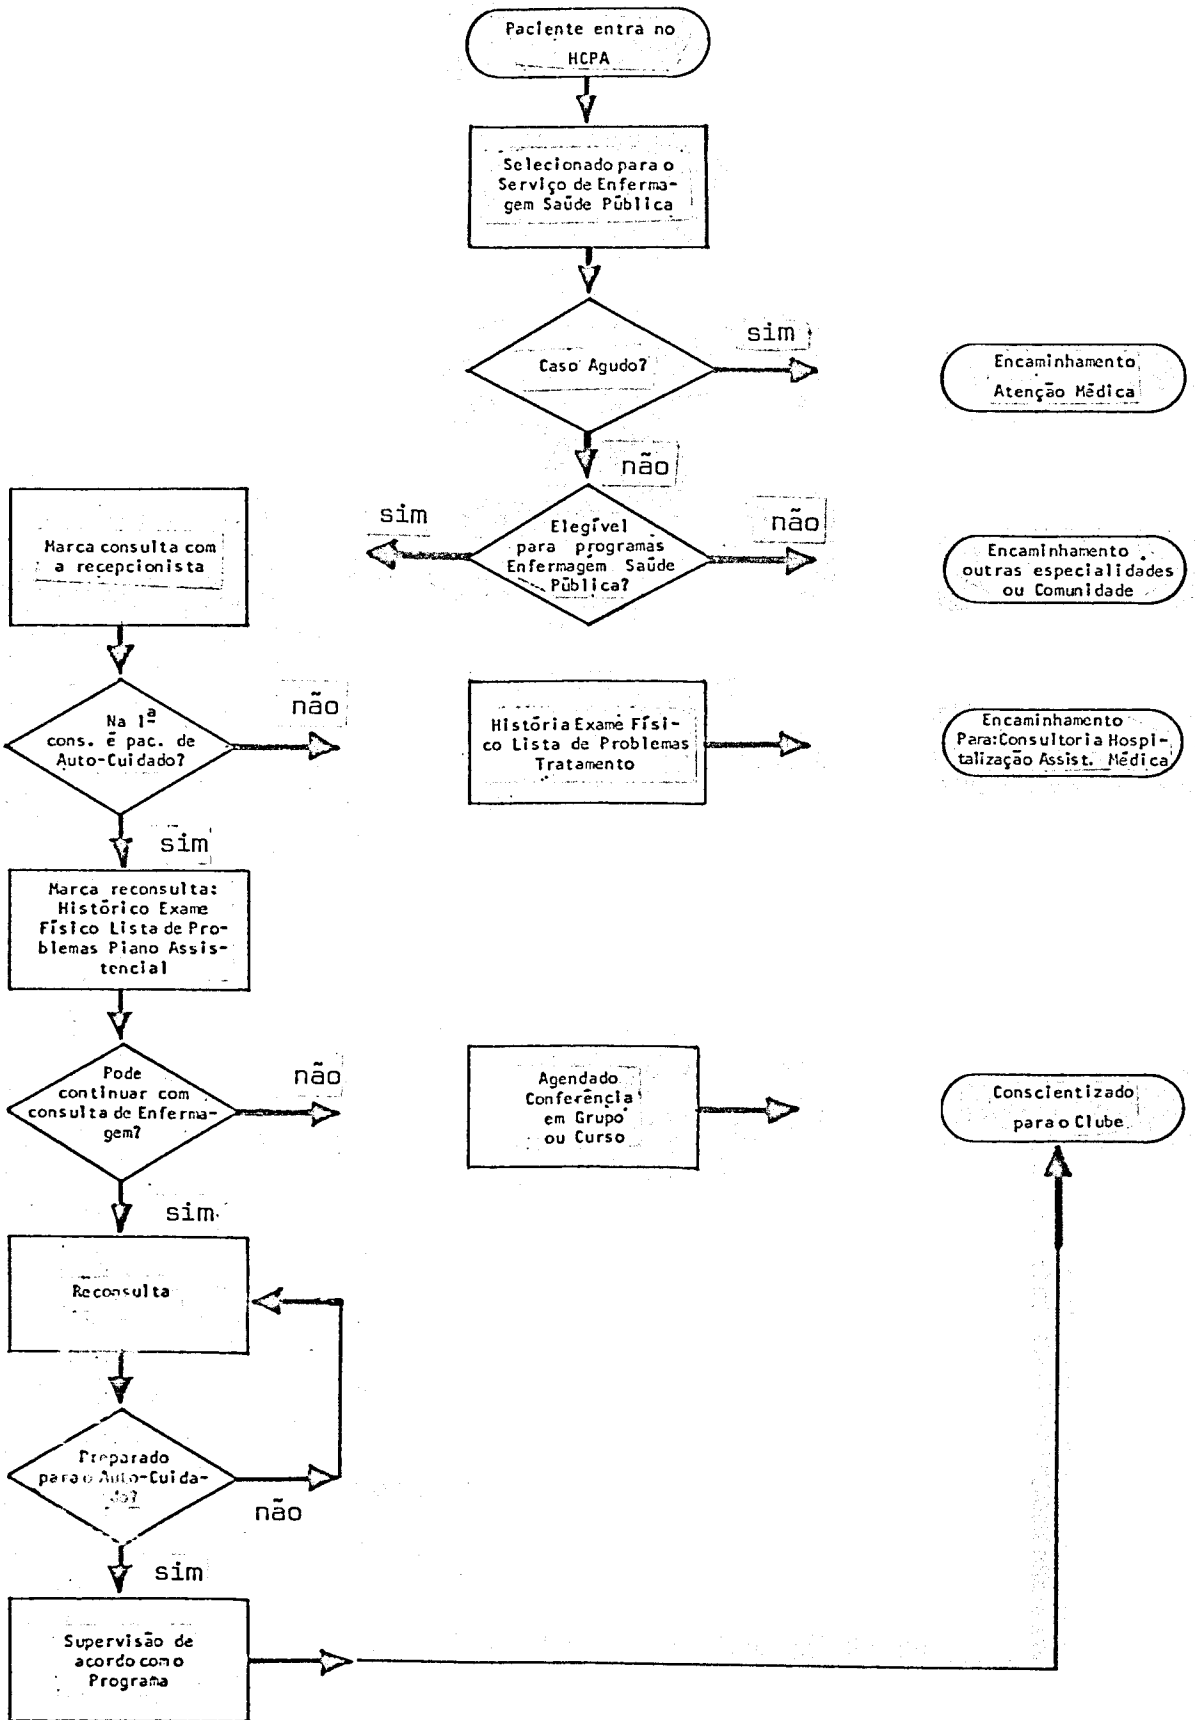 Paciente entra no
HCPA
Selecionado para o
Serviço de Enferma-
gem Saúde Pública
Caso Agudo?
sim
Encaminhamento
Atenção Médica
não
Elegível
para programas
Enfermagem Saúde
Pública?
sim
não
Encaminhamento
outras especialidades
ou Comunidade
Marca consulta com
a recepcionista
Na 1ª
cons. é pac. de
Auto-Cuidado?
não
História Exame Físi-
co Lista de Problemas
Tratamento
Encaminhamento
Para:Consultoria Hospi-
talização Assist. Médica
sim
Marca reconsulta:
Histórico Exame
Físico Lista de Pro-
blemas Plano Assis-
tencial
Pode
continuar com
consulta de Enferma-
gem?
não
Agendado
Conferência
em Grupo
ou Curso
Conscientizado
para o Clube
sim
Reconsulta
Preparado
para o Auto-Cuida-
do?
não
sim
Supervisão de
acordo com o
Programa